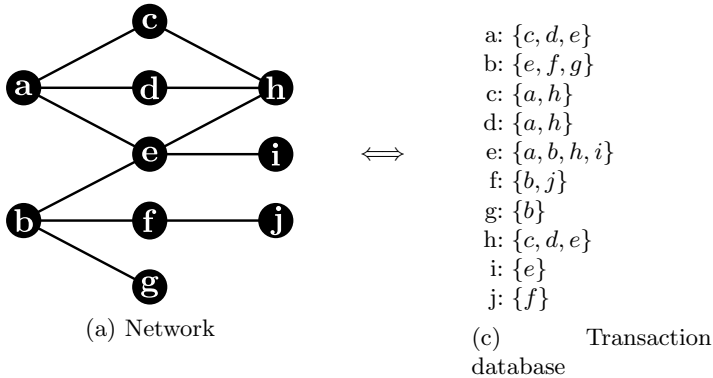 c
a d h
e i
b f j
g
(a) Network
⟺
a: {c, d, e}
b: {e, f, g}
c: {a, h}
d: {a, h}
e: {a, b, h, i}
f: {b, j}
g: {b}
h: {c, d, e}
i: {e}
j: {f}
(c) Transaction
database